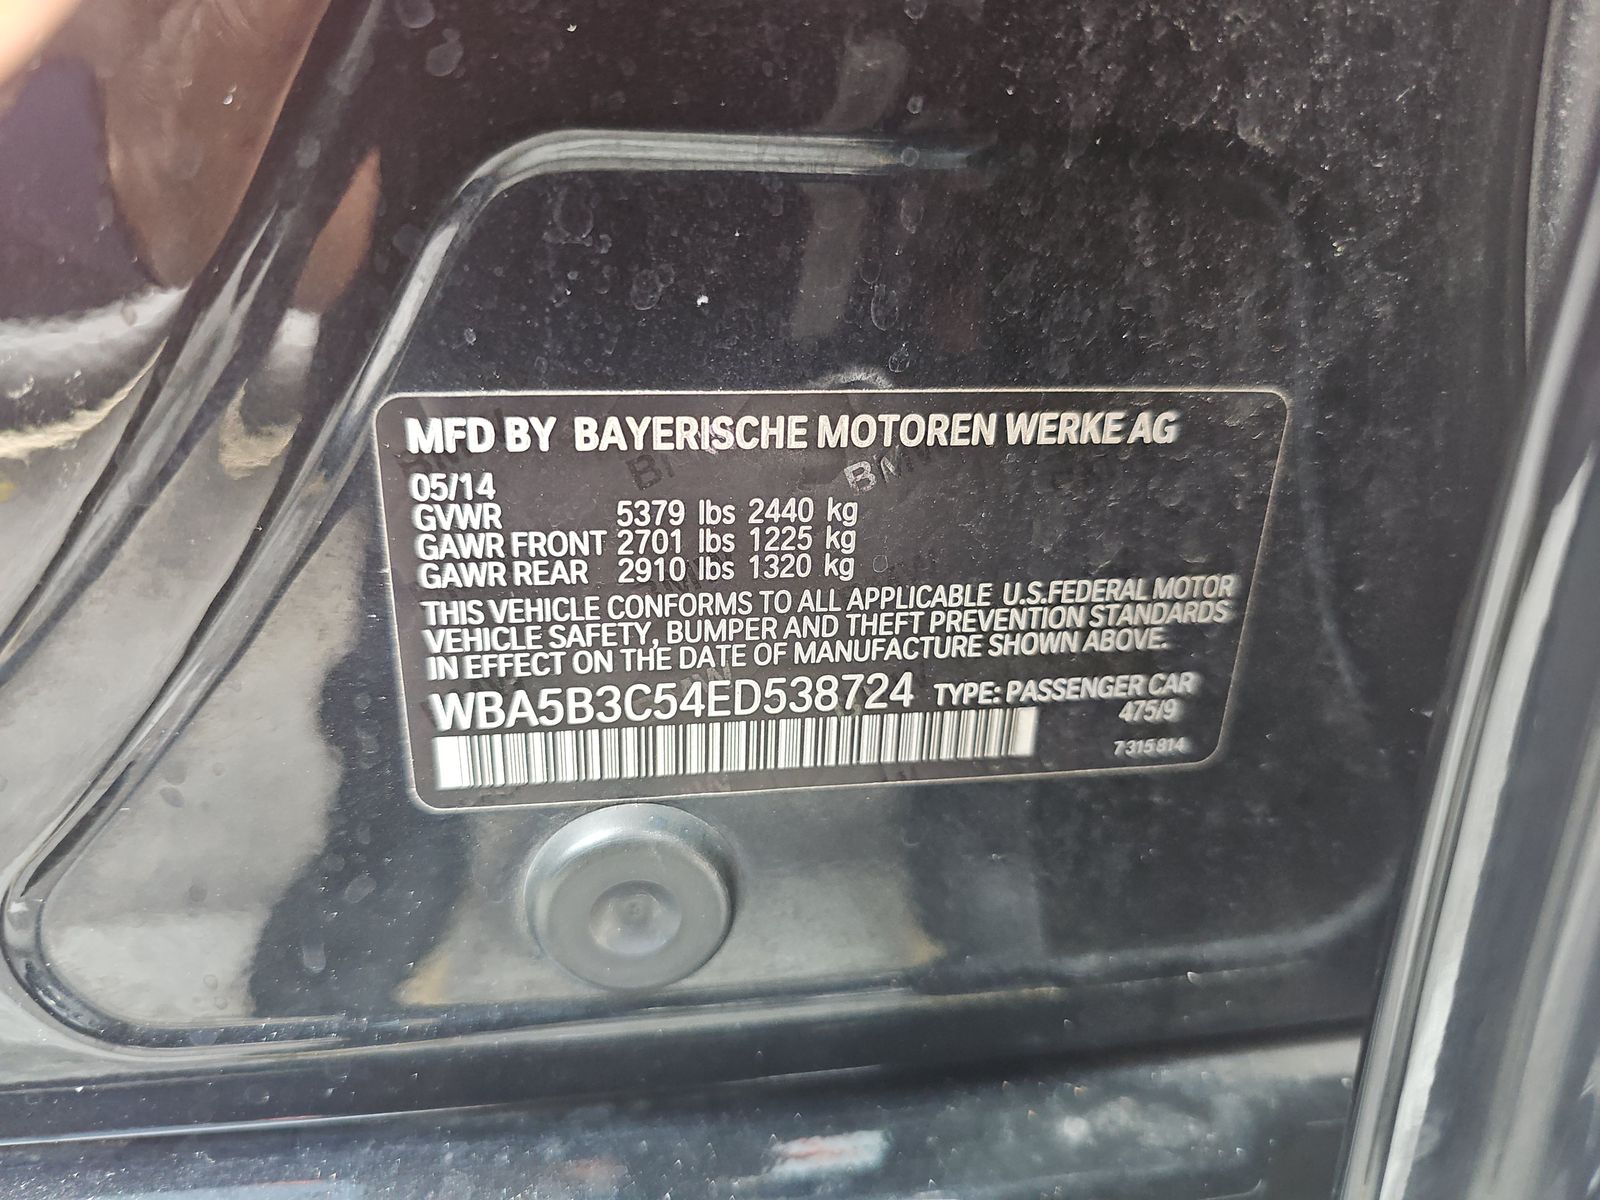 MFD BY BAYERISCHE MOTOREN WERKE AG
05/14
GVWR 5379 lbs 2440 kg
GAWR FRONT 2701 lbs 1225 kg
GAWR REAR 2910 lbs 1320 kg
THIS VEHICLE CONFORMS TO ALL APPLICABLE U.S.FEDERAL MOTOR
VEHICLE SAFETY, BUMPER AND THEFT PREVENTION STANDARDS
IN EFFECT ON THE DATE OF MANUFACTURE SHOWN ABOVE.
WBA5B3C54ED538724 TYPE: PASSENGER CAR
475/9
7 315 814
BMW